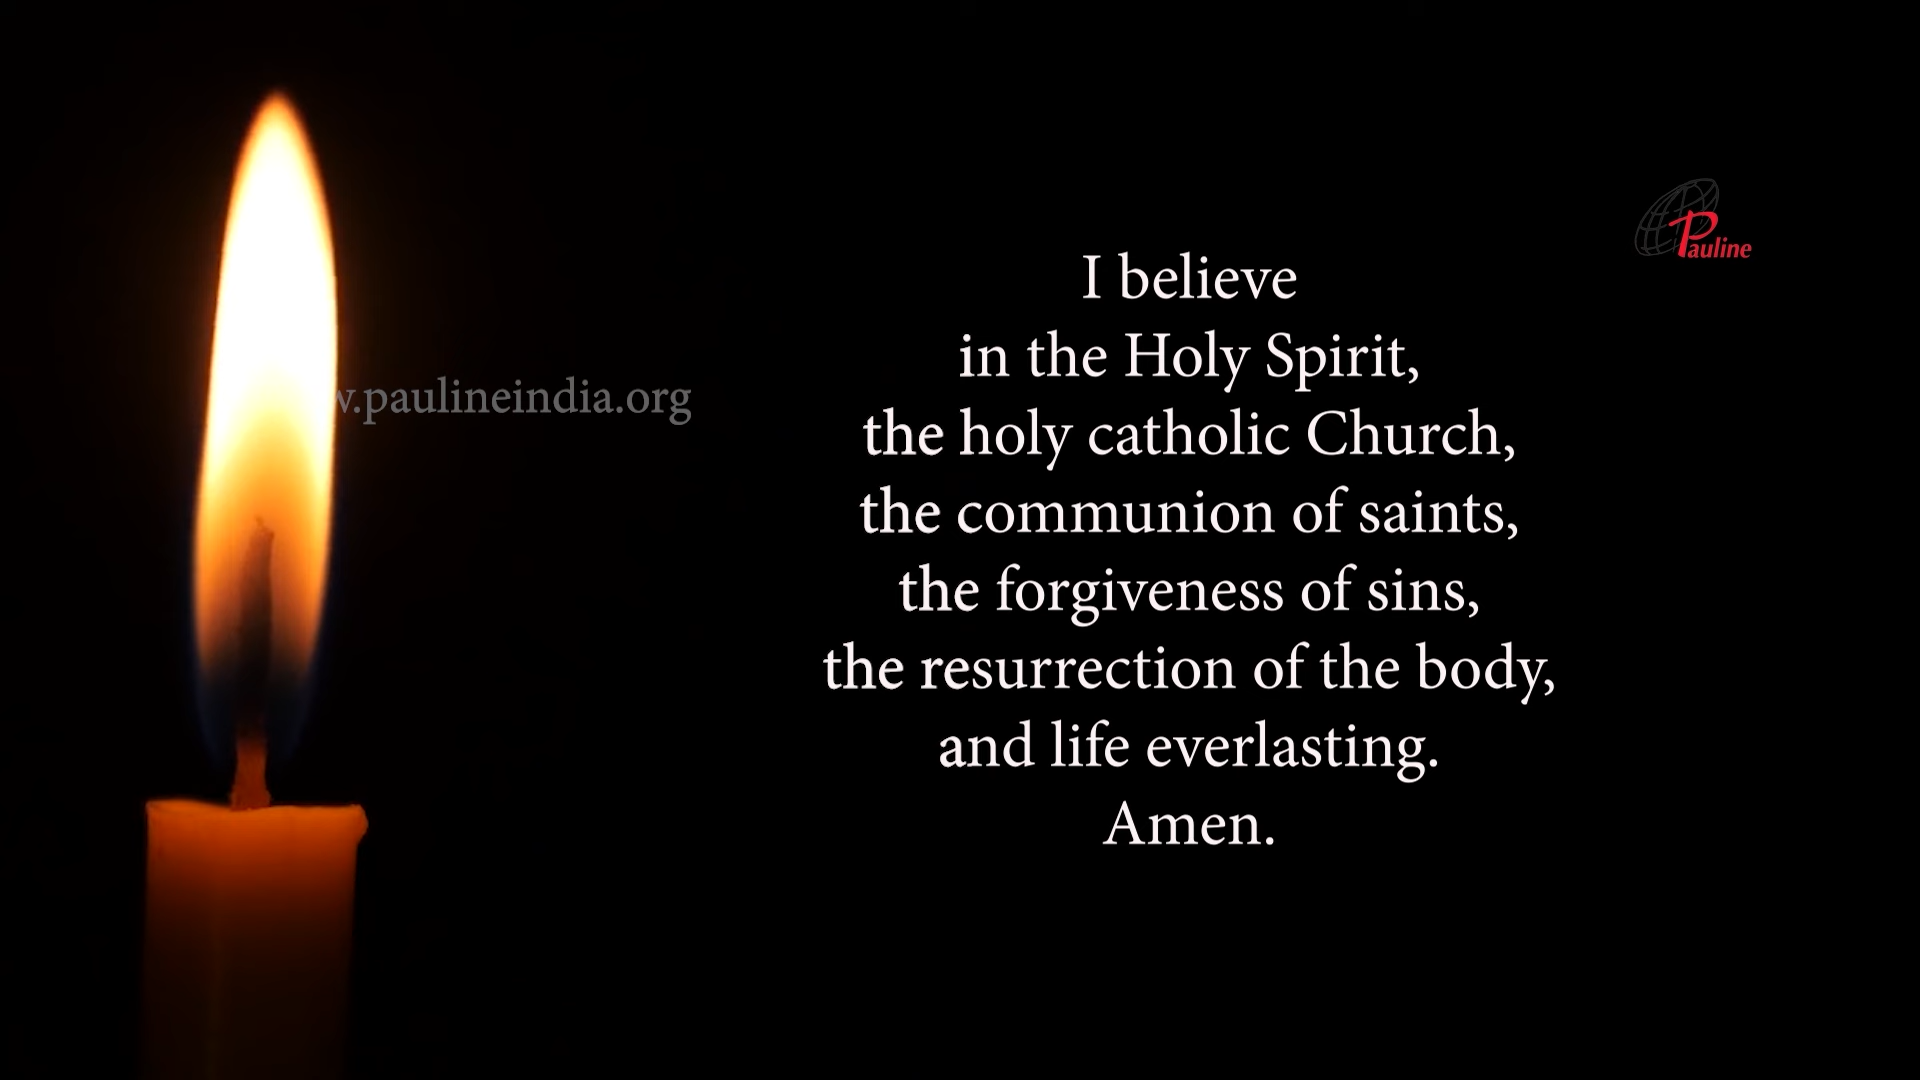 Pauline
I believe
in the Holy Spirit,
w.paulineindia.org
the holy catholic Church,
the communion of saints,
the forgiveness of sins,
the resurrection of the body,
and life everlasting.
Amen.